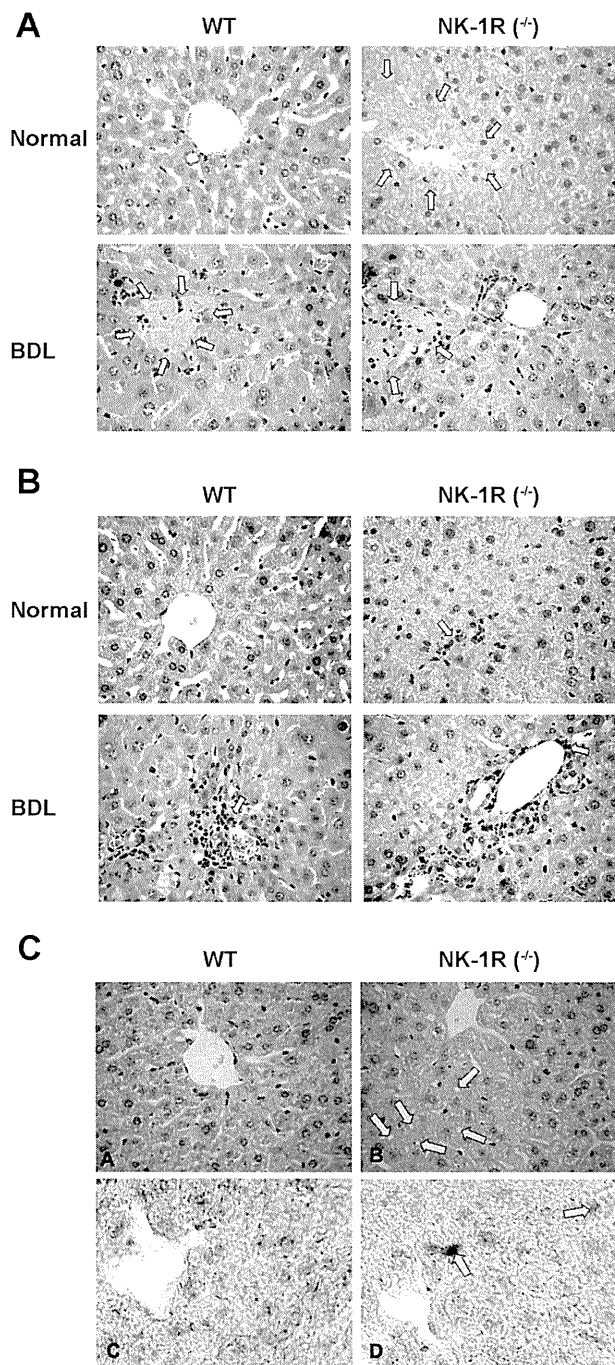 A
WT NK-1R (-/-)
Normal
BDL
B
WT NK-1R (-/-)
Normal
BDL
C
WT NK-1R (-/-)
A B
C D